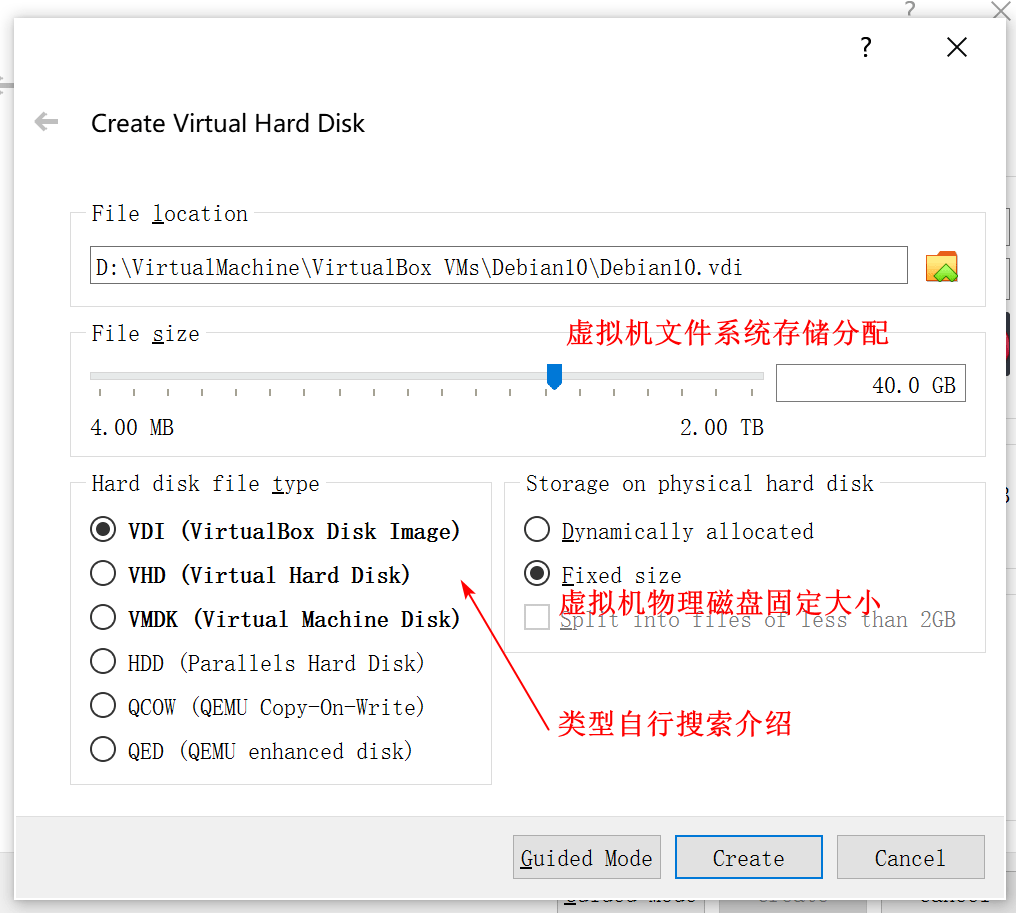 ?
?
Create Virtual Hard Disk
File location
D:\VirtualMachine\VirtualBox VMs\Debian10\Debian10.vdi
File size
虚拟机文件系统存储分配
40.0 GB
4.00 MB
2.00 TB
Hard disk file type
VDI (VirtualBox Disk Image)
VHD (Virtual Hard Disk)
VMDK (Virtual Machine Disk)
HDD (Parallels Hard Disk)
QCOW (QEMU Copy-On-Write)
QED (QEMU enhanced disk)
Storage on physical hard disk
Dynamically allocated
Fixed size
虚拟机物理磁盘固定大小
Split into files of less than 2GB
类型自行搜索介绍
Guided Mode
Create
Cancel